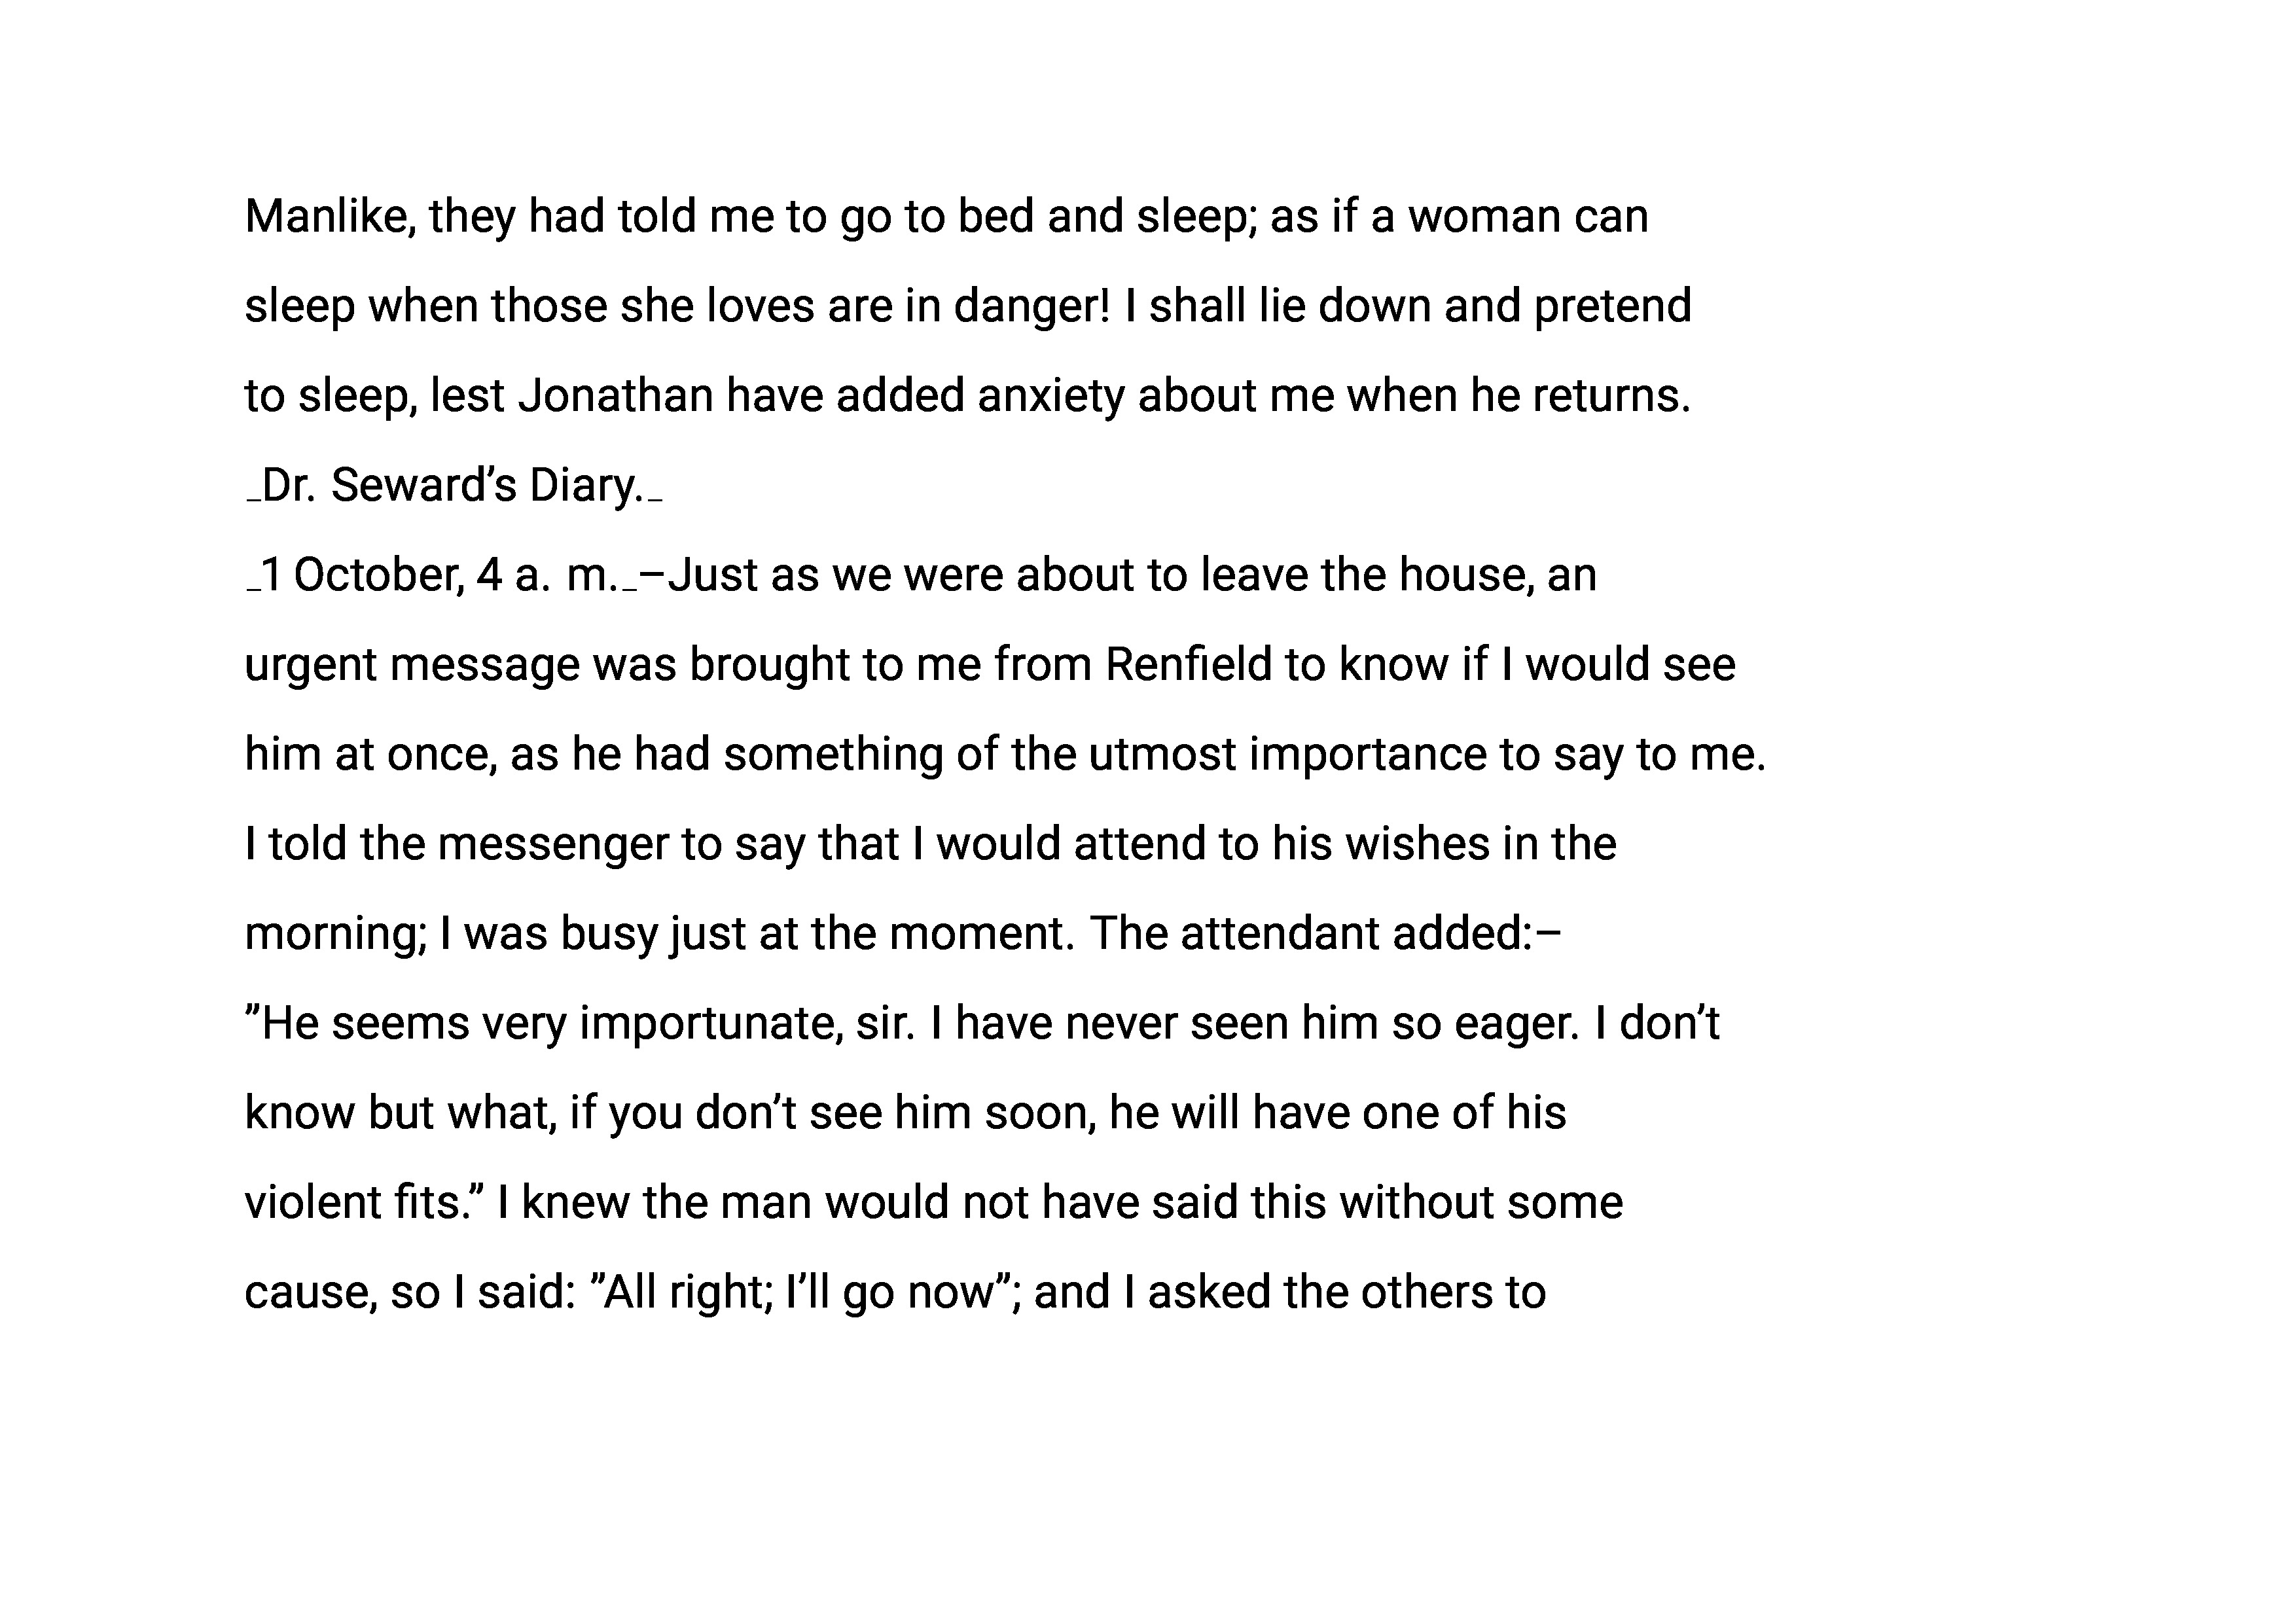 Manlike, they had told me to go to bed and sleep; as if a woman can
sleep when those she loves are in danger! I shall lie down and pretend
to sleep, lest Jonathan have added anxiety about me when he returns.
_Dr. Seward’s Diary._
_1 October, 4 a. m._–Just as we were about to leave the house, an
urgent message was brought to me from Renfield to know if I would see
him at once, as he had something of the utmost importance to say to me.
I told the messenger to say that I would attend to his wishes in the
morning; I was busy just at the moment. The attendant added:–
”He seems very importunate, sir. I have never seen him so eager. I don’t
know but what, if you don’t see him soon, he will have one of his
violent fits.” I knew the man would not have said this without some
cause, so I said: ”All right; I’ll go now”; and I asked the others to